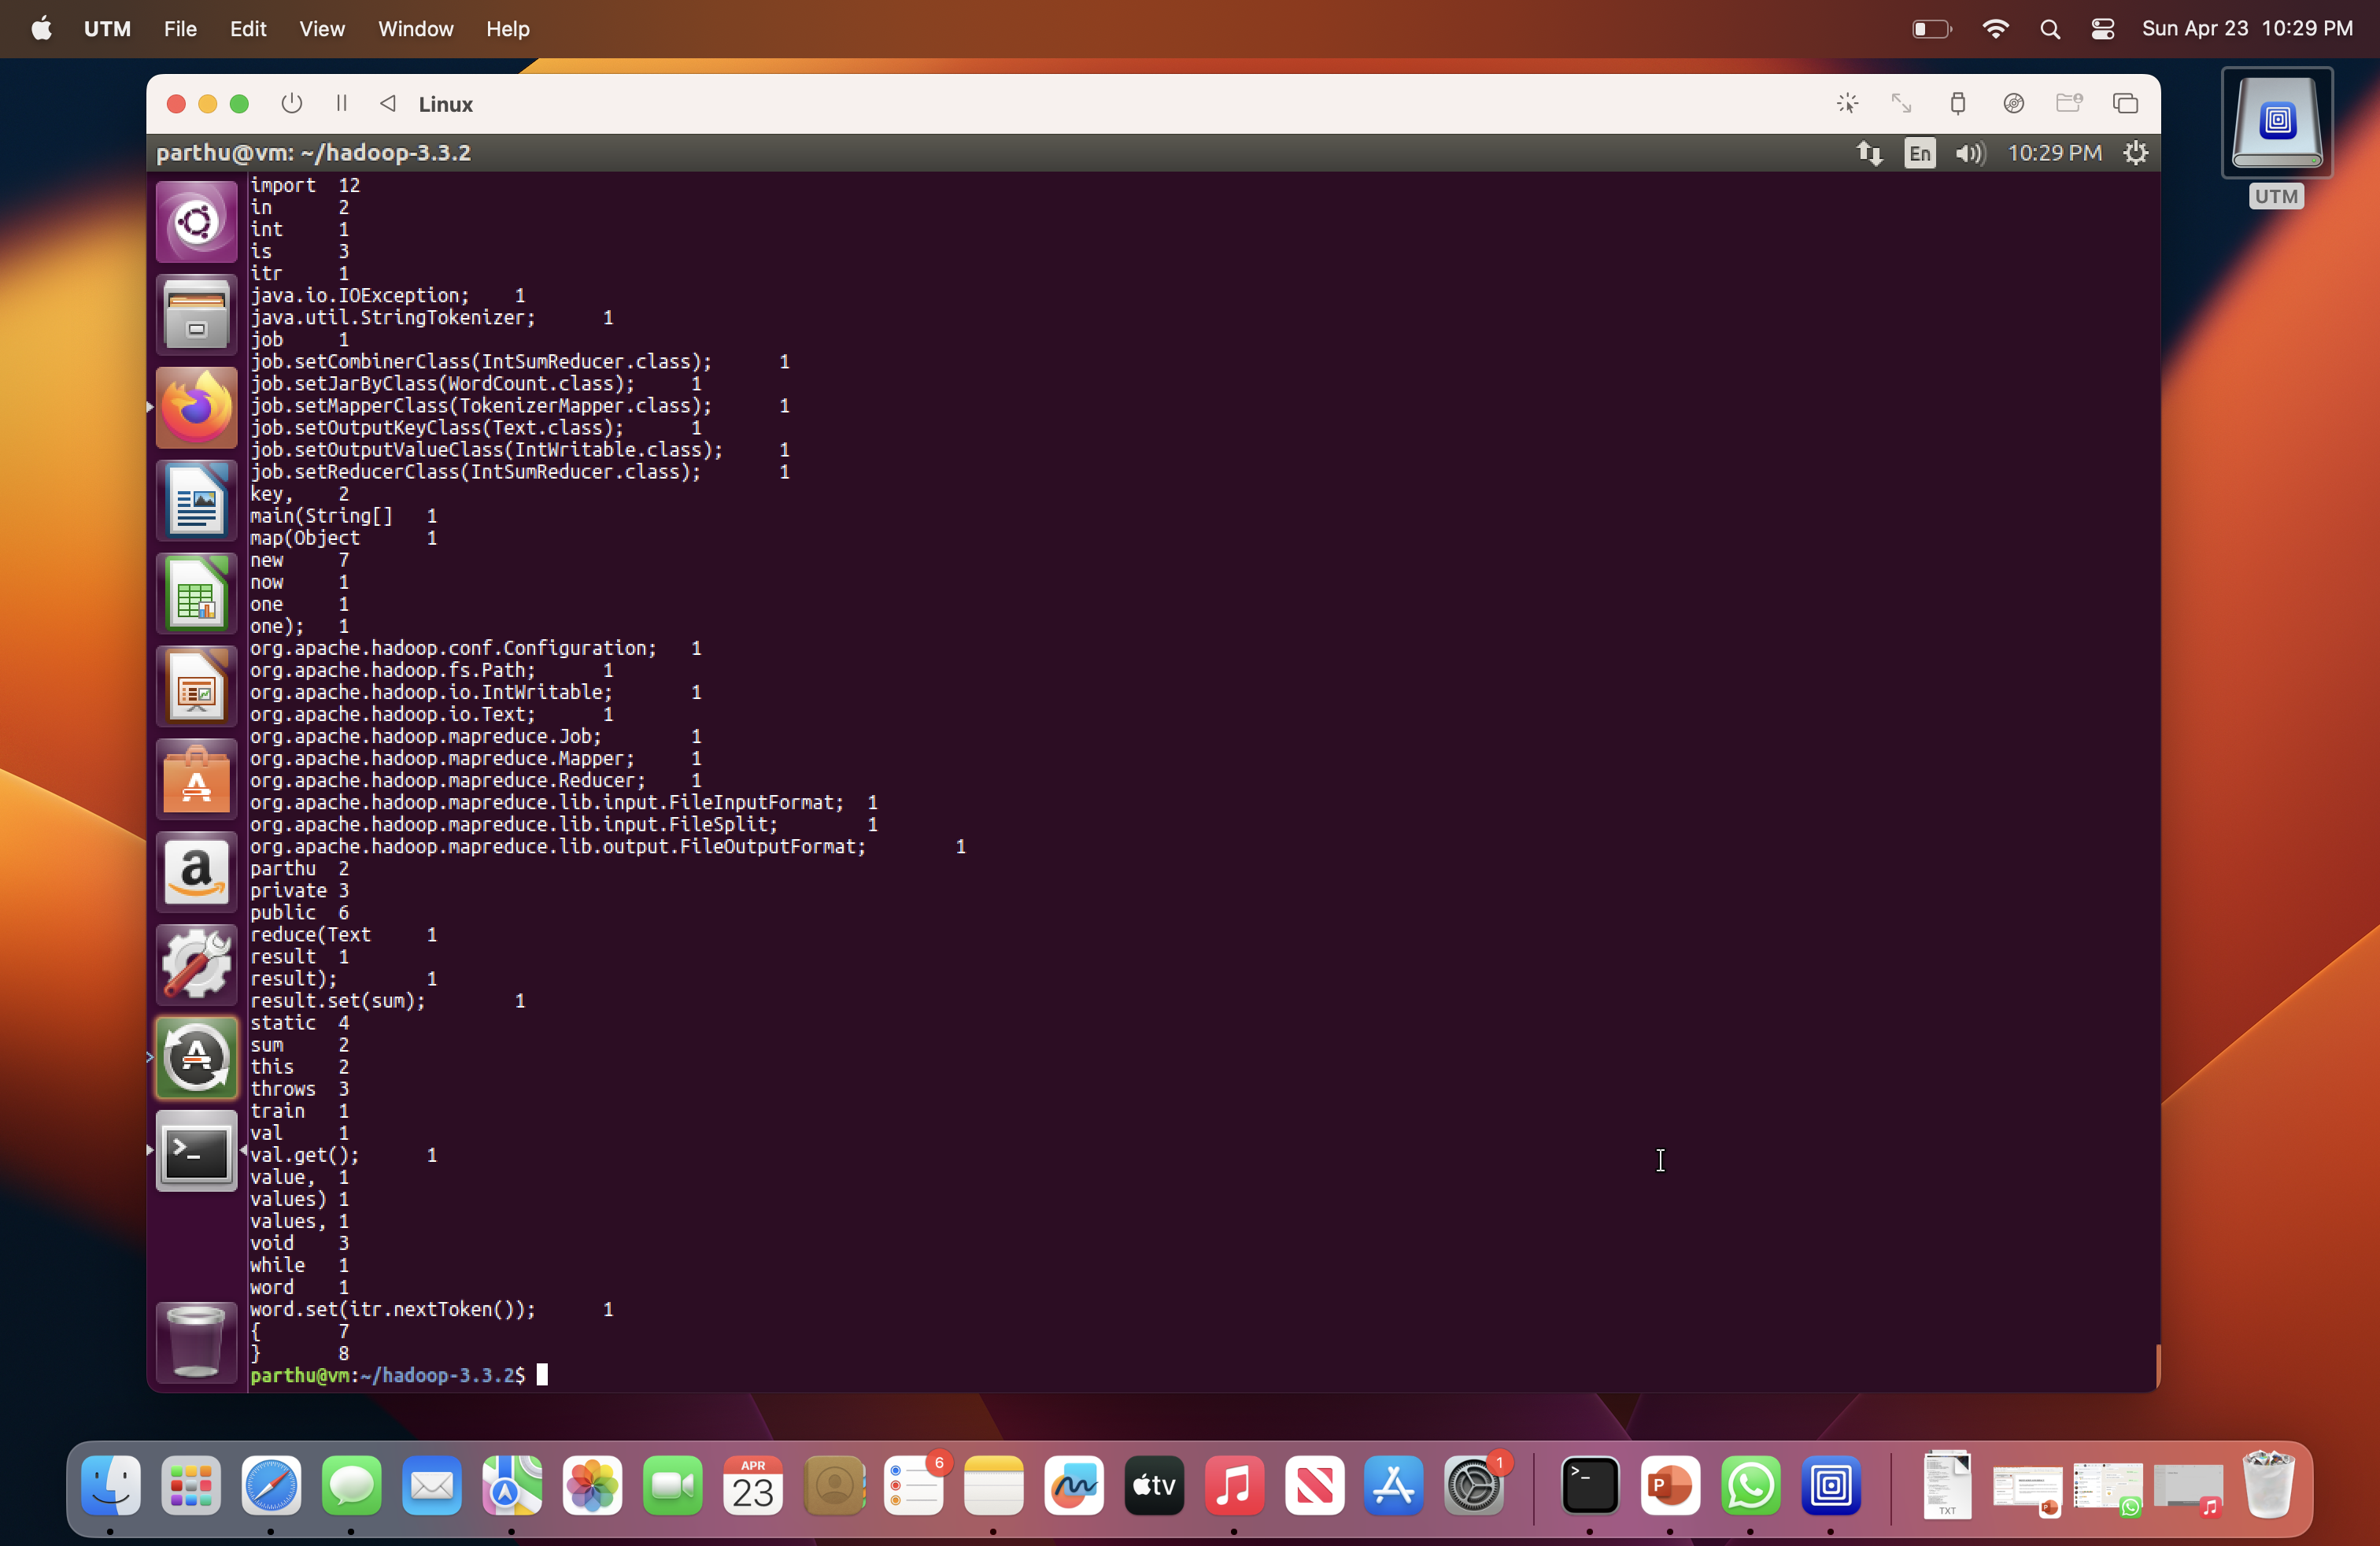 UTM File Edit View Window Help Sun Apr 23 10:29 PM
Linux
parthu@vm: ~/hadoop-3.3.2 En 10:29 PM
UTM
import 12
in 2
int 1
is 3
itr 1
java.io.IOException; 1
java.util.StringTokenizer; 1
job 1
job.setCombinerClass(IntSumReducer.class); 1
job.setJarByClass(WordCount.class); 1
job.setMapperClass(TokenizerMapper.class); 1
job.setOutputKeyClass(Text.class); 1
job.setOutputValueClass(IntWritable.class); 1
job.setReducerClass(IntSumReducer.class); 1
key, 2
main(String[] 1
map(Object 1
new 7
now 1
one 1
one); 1
org.apache.hadoop.conf.Configuration; 1
org.apache.hadoop.fs.Path; 1
org.apache.hadoop.io.IntWritable; 1
org.apache.hadoop.io.Text; 1
org.apache.hadoop.mapreduce.Job; 1
org.apache.hadoop.mapreduce.Mapper; 1
org.apache.hadoop.mapreduce.Reducer; 1
org.apache.hadoop.mapreduce.lib.input.FileInputFormat; 1
org.apache.hadoop.mapreduce.lib.input.FileSplit; 1
org.apache.hadoop.mapreduce.lib.output.FileOutputFormat; 1
parthu 2
private 3
public 6
reduce(Text 1
result 1
result); 1
result.set(sum); 1
static 4
sum 2
this 2
throws 3
train 1
val 1
val.get(); 1
value, 1
values) 1
values, 1
void 3
while 1
word 1
word.set(itr.nextToken()); 1
{ 7
} 8
parthu@vm:~/hadoop-3.3.2$
APR
23
6
tv
1
P
TXT